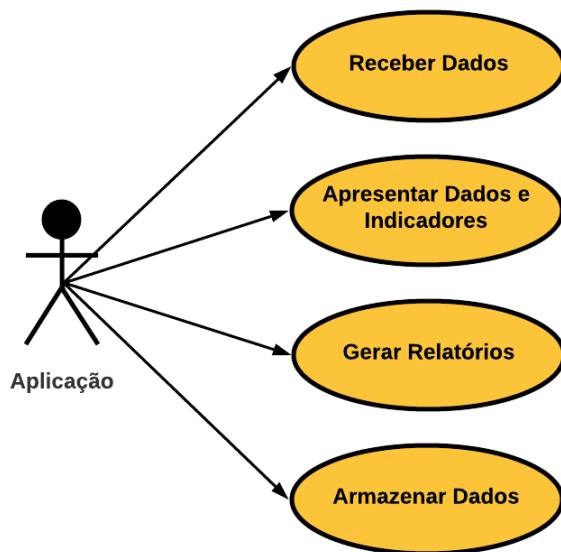 Receber Dados
Apresentar Dados e
Indicadores
Gerar Relatórios
Aplicação
Armazenar Dados